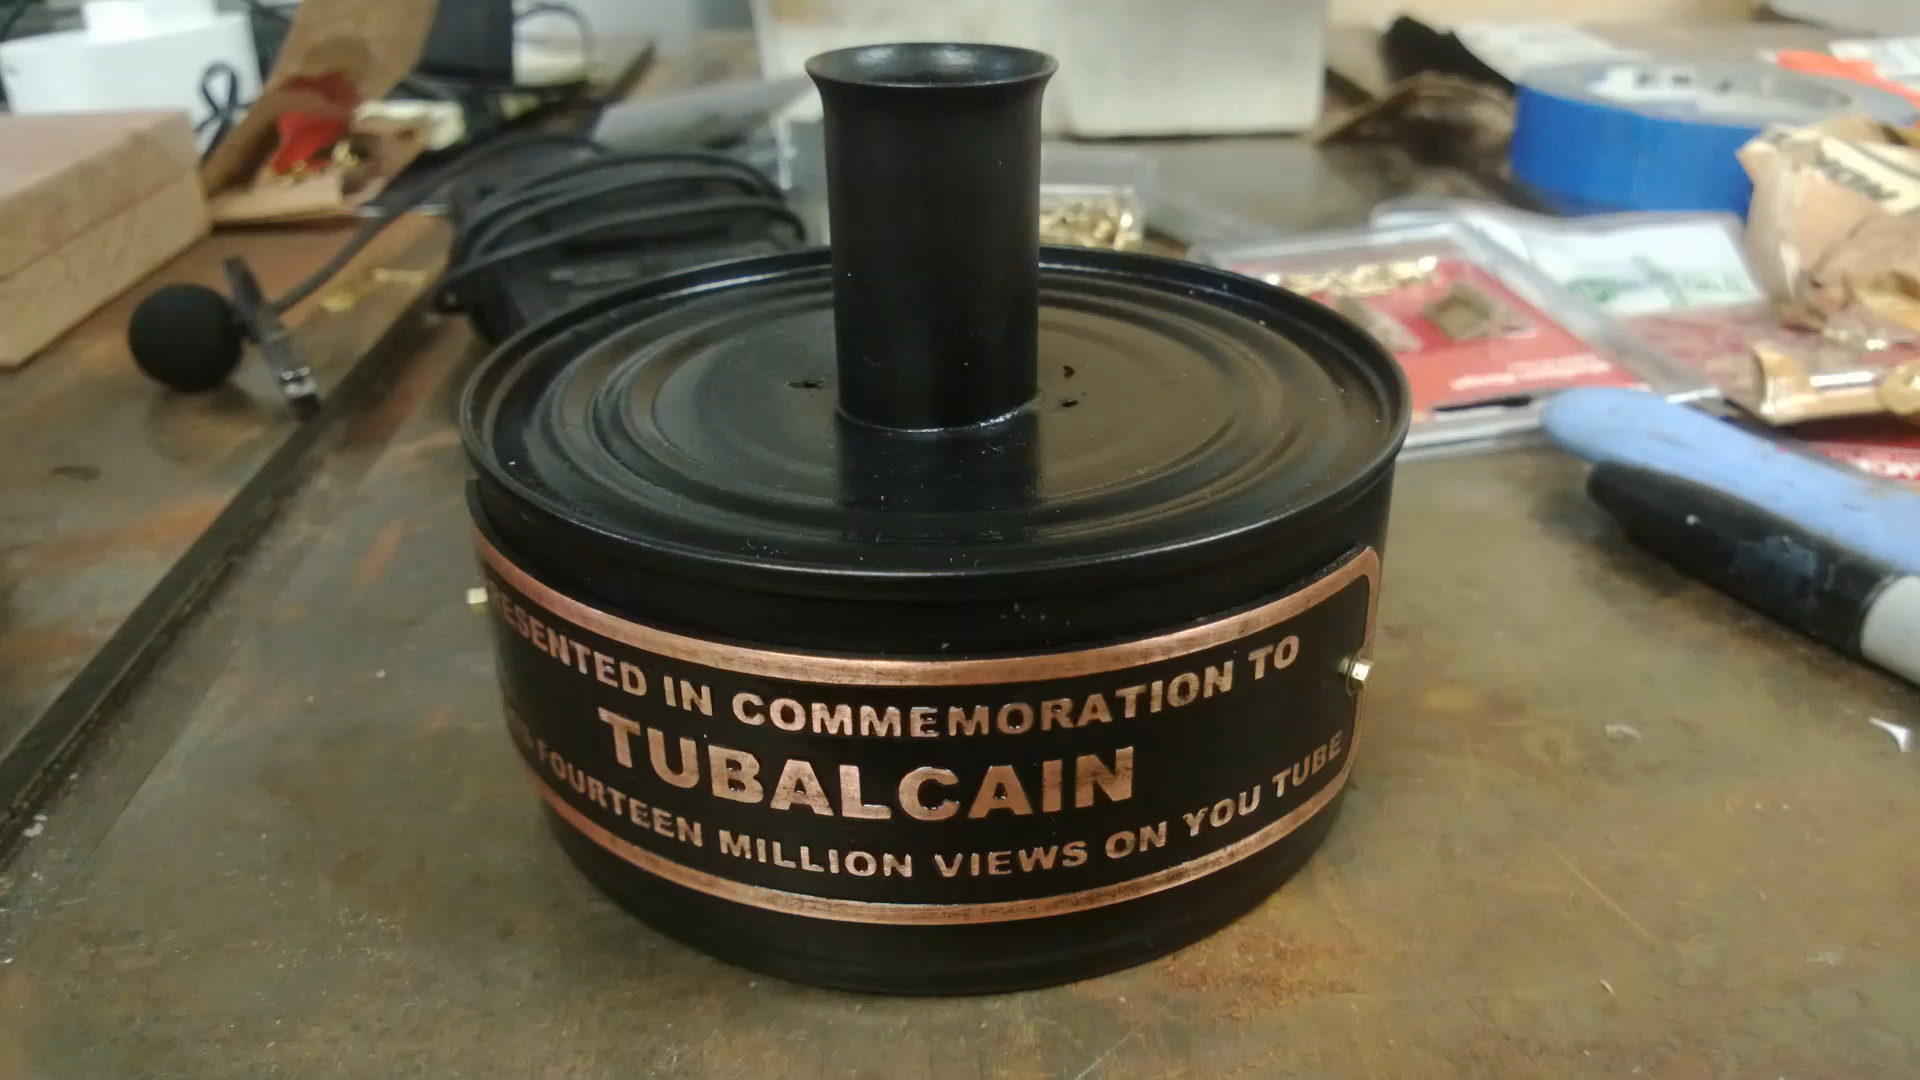 PRESENTED IN COMMEMORATION TO
TUBALCAIN
FOURTEEN MILLION VIEWS ON YOU TUBE